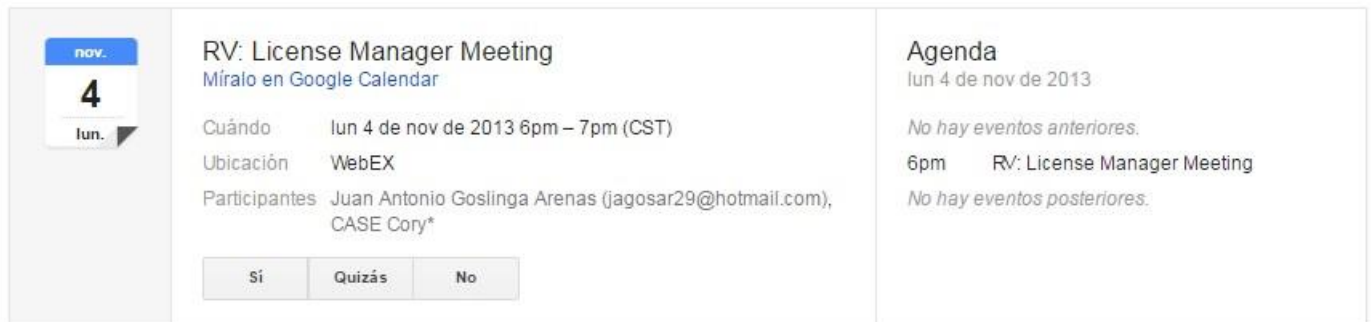 nov.
4
lun.
RV: License Manager Meeting
Míralo en Google Calendar
Cuándo lun 4 de nov de 2013 6pm – 7pm (CST)
Ubicación WebEX
Participantes Juan Antonio Goslinga Arenas (jagosar29@hotmail.com),
CASE Cory*
Sí Quizás No
Agenda
lun 4 de nov de 2013
No hay eventos anteriores.
6pm RV: License Manager Meeting
No hay eventos posteriores.